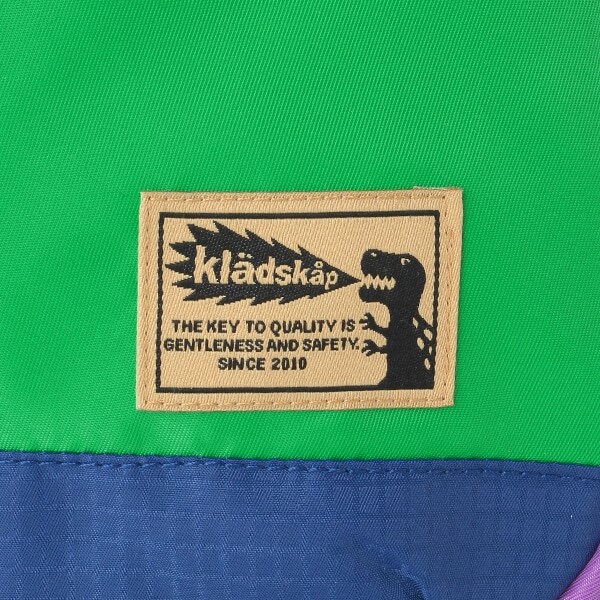 klädskåp
THE KEY TO QUALITY IS
GENTLENESS AND SAFETY.
SINCE 2010